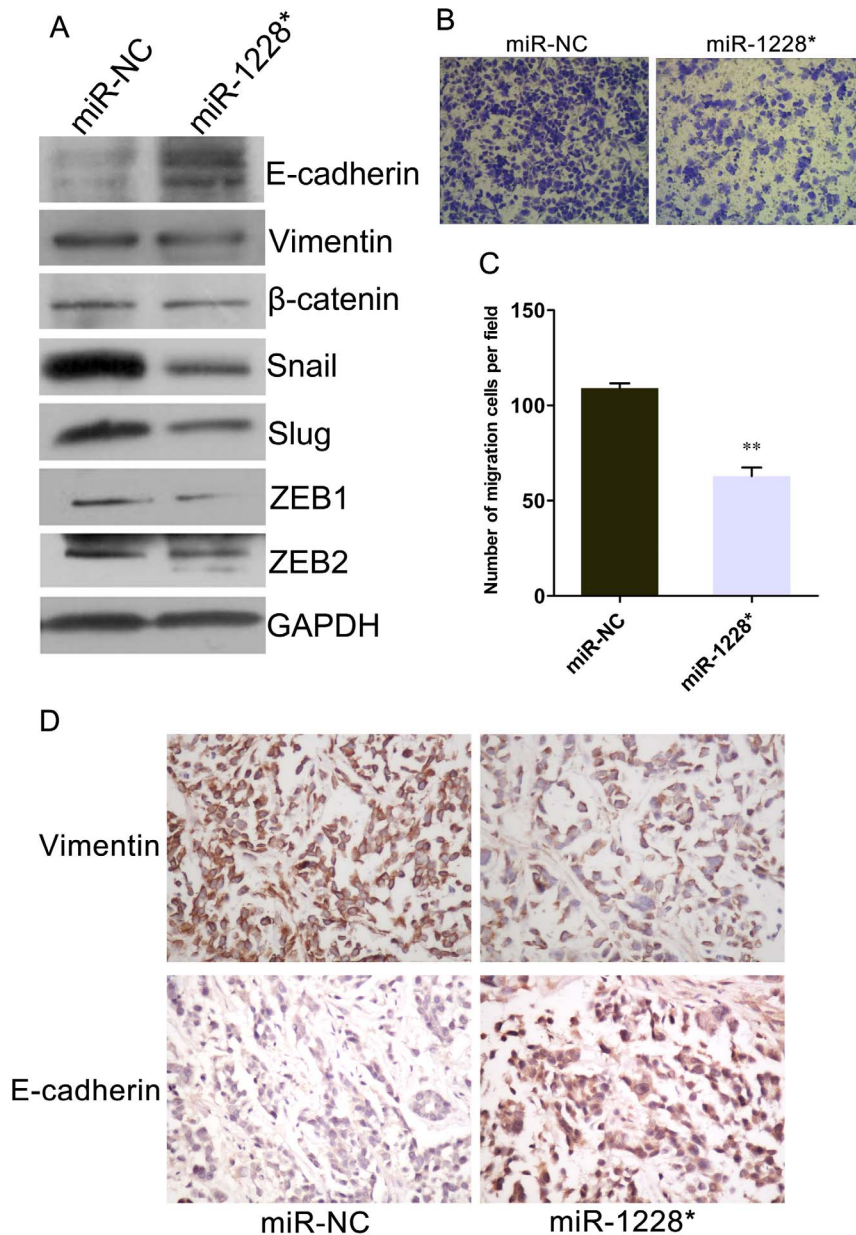 A
miR-NC
miR-1228*
E-cadherin
Vimentin
β-catenin
Snail
Slug
ZEB1
ZEB2
GAPDH
B
miR-NC
miR-1228*
C
Number of migration cells per field
150
100
50
0
**
miR-NC
miR-1228*
D
Vimentin
E-cadherin
miR-NC
miR-1228*